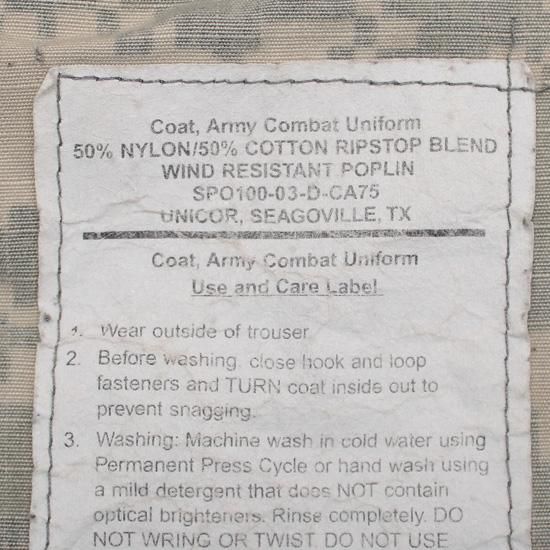 Coat, Army Combat Uniform
50% NYLON/50% COTTON RIPSTOP BLEND
WIND RESISTANT POPLIN
SPO100-03-D-CA75
UNICOR, SEAGOVILLE, TX
Coat, Army Combat Uniform
Use and Care Label
1. Wear outside of trouser
2. Before washing, close hook and loop
fasteners and TURN coat inside out to
prevent snagging.
3. Washing: Machine wash in cold water using
Permanent Press Cycle or hand wash using
a mild detergent that does NOT contain
optical brighteners. Rinse completely. DO
NOT WRING OR TWIST. DO NOT USE